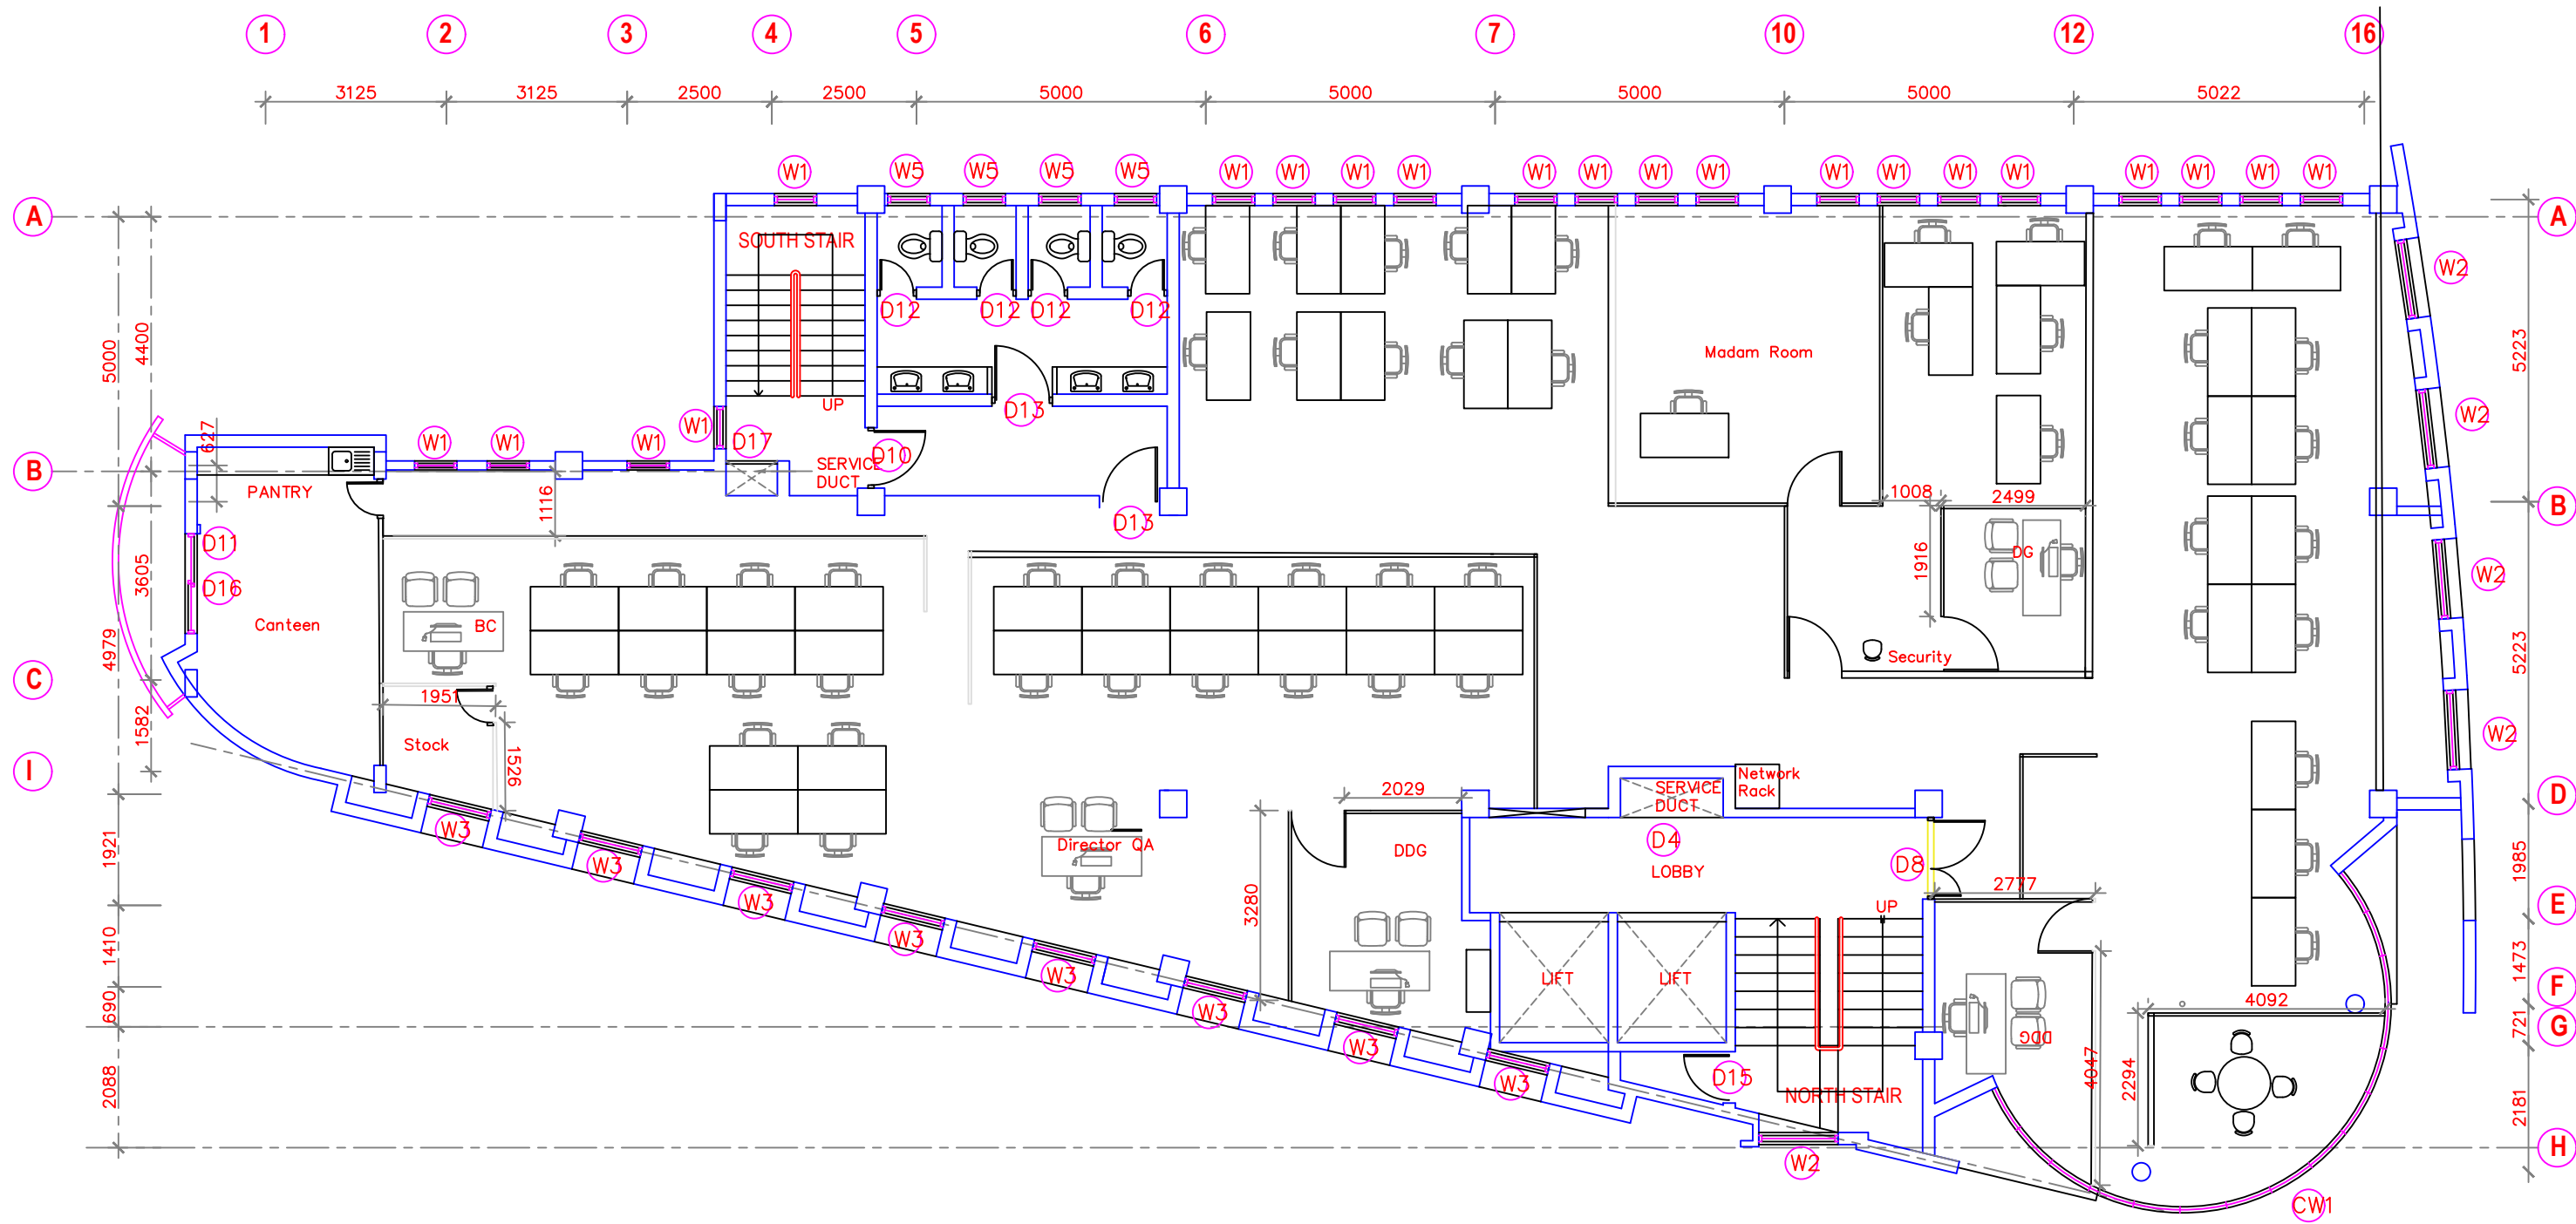 1 2 3 4 5 6 7 10 12 16
3125 3125 2500 2500 5000 5000 5000 5000 5022
W1 W5 W5 W5 W5 W1 W1 W1 W1 W1 W1 W1 W1 W1 W1 W1 W1 W1 W1 W1 W1
A A
SOUTH STAIR
W2
D12 D12 D12 D12
4400
5000
5223
Madam Room
UP
D13
W2
627
W1 W1 W1 W1 D17
D10
SERVICE
DUCT
B B
PANTRY
1116
1008 2499
D13
D11
DG
1916
W2
3605
D16
Canteen
BC
4979
5223
Security
C
1951
1582
Stock
1526
W2
I
Network
Rack
SERVICE
DUCT
2029
D
W3
D4
1921
Director QA
DDG
LOBBY
D8
1985
W3
2777
W3
3280
UP
E
W3
1410
1473
W3
LIFT LIFT
F
4092
W3
690
721
G
DDG
W3
4047
W3
D15
2088
2294
NORTH STAIR
2181
H
W2
CW1